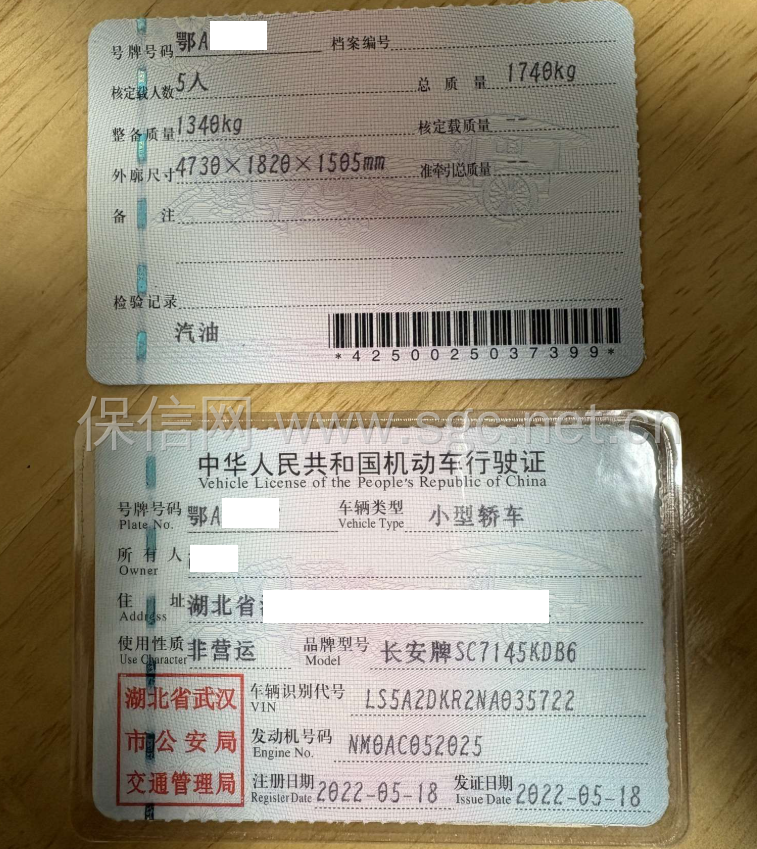 号牌号码 鄂A 档案编号
核定载人数 5人 总质量 1740kg
整备质量 1340kg 核定载质量 --
外廓尺寸 4730×1820×1505mm 准牵引总质量 --
备注
检验记录
汽油
*4250025037399*
保信网 www.sgc.net.cn
中华人民共和国机动车行驶证
Vehicle License of the People's Republic of China
号牌号码 鄂A 车辆类型 小型轿车
Plate No. Vehicle Type
所有人
Owner
住址 湖北省
Address
使用性质 非营运 品牌型号 长安牌SC7145KDB6
Use Character Model
湖北省武汉
市公安局
交通管理局
车辆识别代号 LS5A2DKR2NA035722
VIN
发动机号码 NM0AC052025
Engine No.
注册日期 2022-05-18 发证日期 2022-05-18
Register Date Issue Date